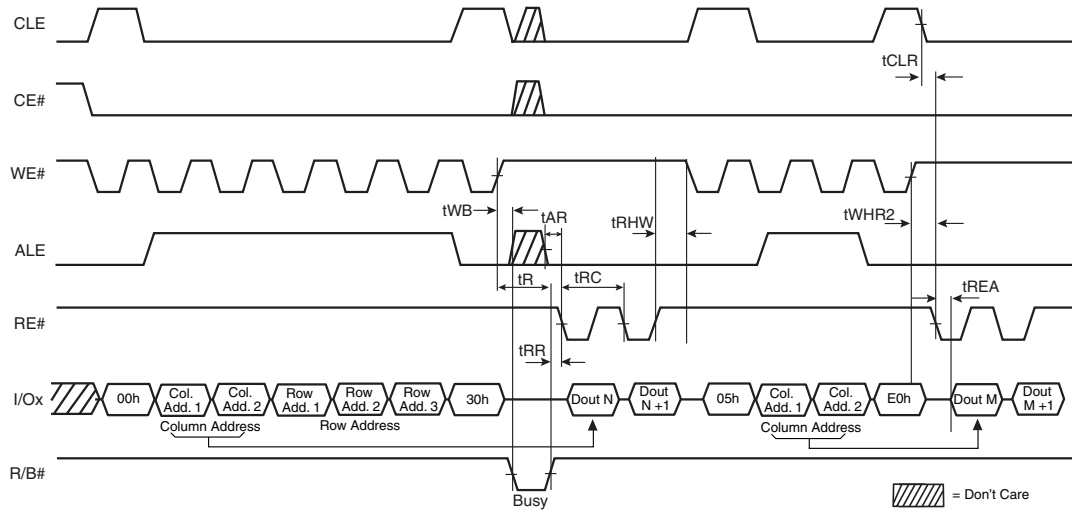 CLE
tCLR
CE#
WE#
tWB
tAR
tRHW
tWHR2
ALE
tR
tRC
tREA
RE#
tRR
I/Ox
00h
Col. Add. 1
Col. Add. 2
Row Add. 1
Row Add. 2
Row Add. 3
30h
Dout N
Dout N +1
05h
Col. Add. 1
Col. Add. 2
E0h
Dout M
Dout M +1
Column Address
Row Address
Column Address
R/B#
Busy
= Don't Care